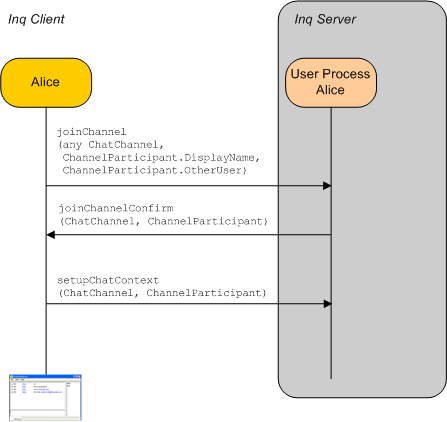 Inq Client
Inq Server
Alice
User Process
Alice
joinChannel
(any ChatChannel,
ChannelParticipant.DisplayName,
ChannelParticipant.OtherUser)
joinChannelConfirm
(ChatChannel, ChannelParticipant)
setupChatContext
(ChatChannel, ChannelParticipant)